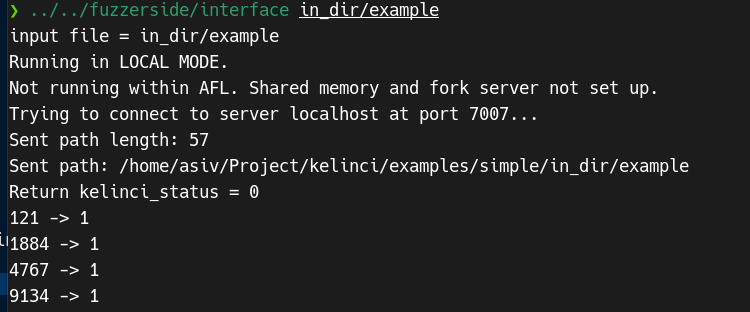 ❯ ../../fuzzerside/interface in_dir/example
input file = in_dir/example
Running in LOCAL MODE.
Not running within AFL. Shared memory and fork server not set up.
Trying to connect to server localhost at port 7007...
Sent path length: 57
Sent path: /home/asiv/Project/kelinci/examples/simple/in_dir/example
Return kelinci_status = 0
121 -> 1
1884 -> 1
4767 -> 1
9134 -> 1